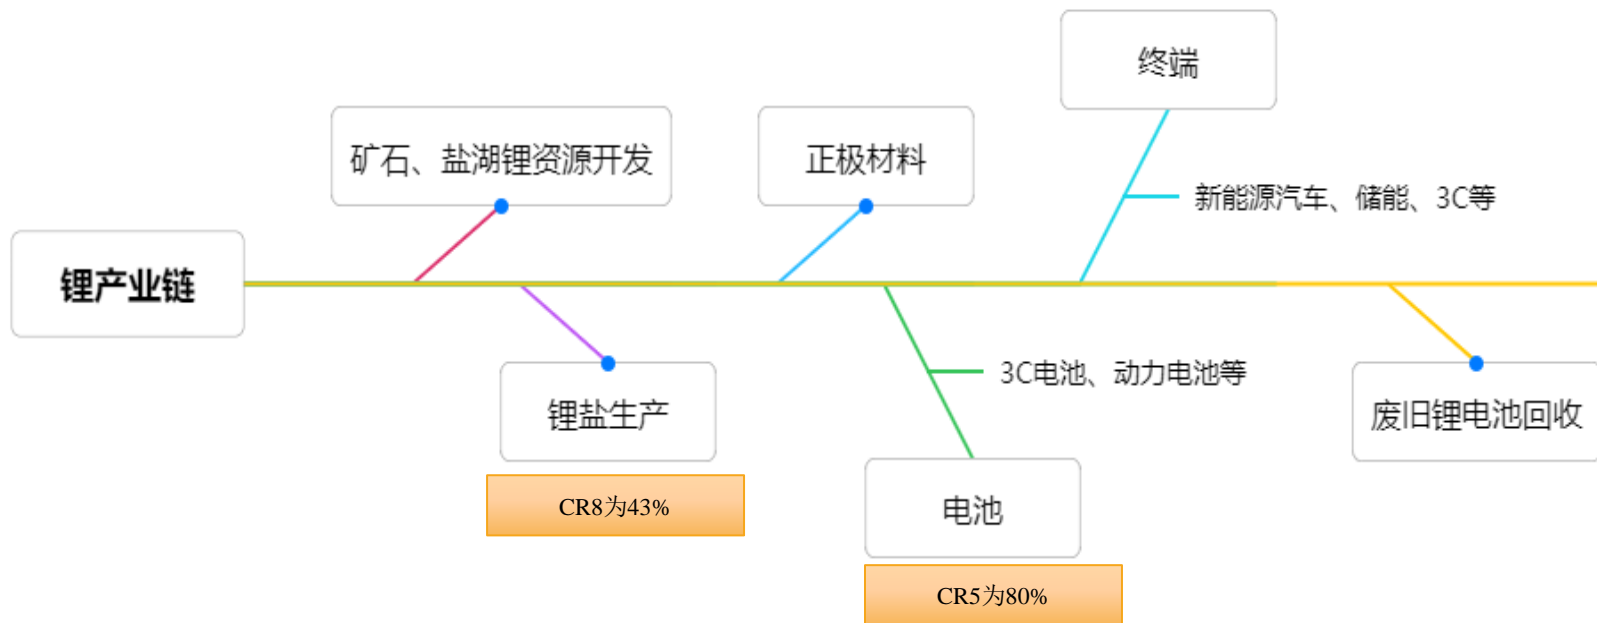 终端
矿石、盐湖锂资源开发
正极材料
新能源汽车、储能、3C等
锂产业链
3C电池、动力电池等
锂盐生产
废旧锂电池回收
CR8为43%
电池
CR5为80%